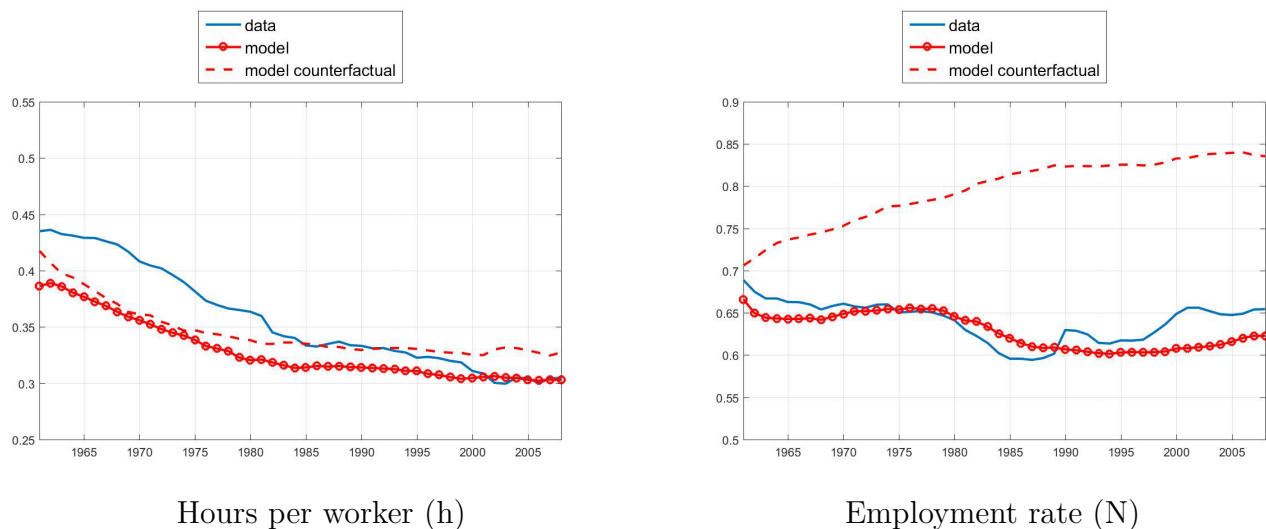 data
model
model counterfactual
0.55
0.5
0.45
0.4
0.35
0.3
0.25
1965 1970 1975 1980 1985 1990 1995 2000 2005
Hours per worker (h)
data
model
model counterfactual
0.9
0.85
0.8
0.75
0.7
0.65
0.6
0.55
0.5
1965 1970 1975 1980 1985 1990 1995 2000 2005
Employment rate (N)